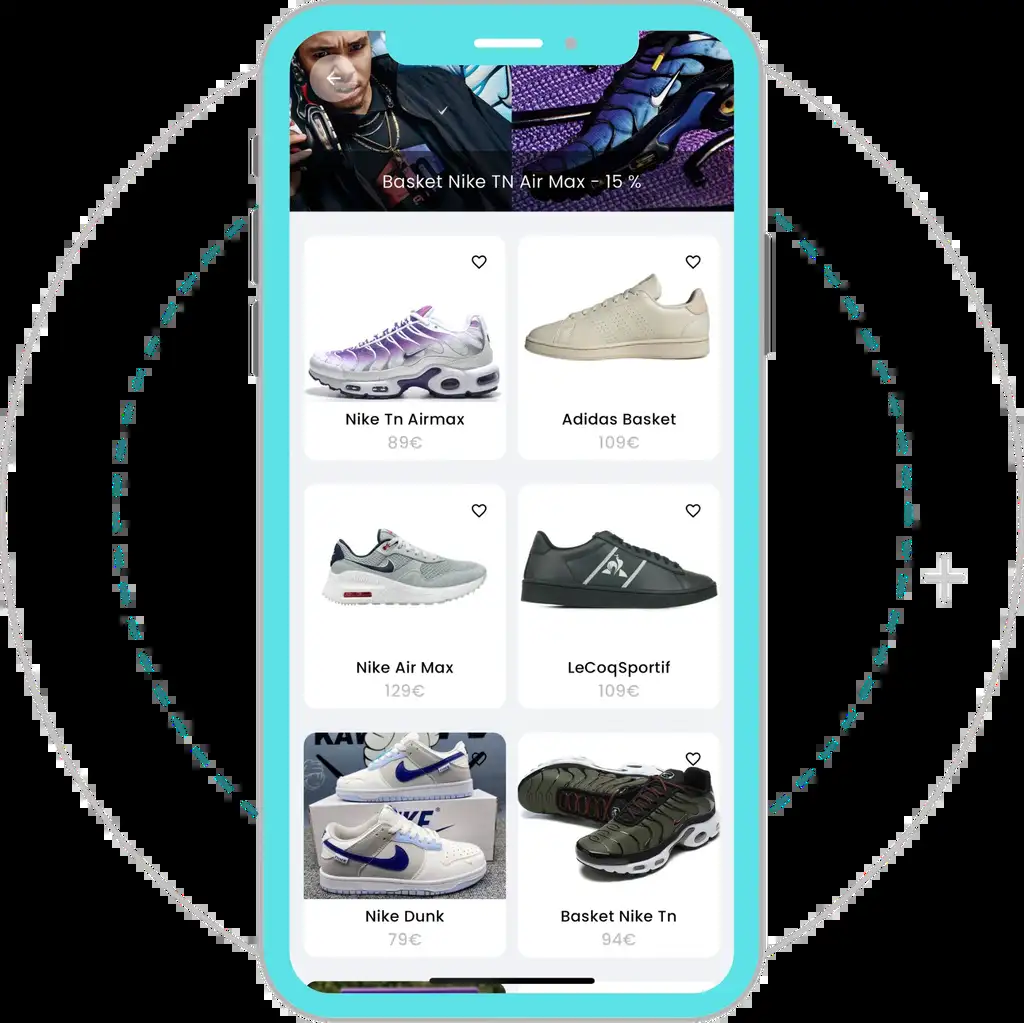 Basket Nike TN Air Max - 15 %
Nike Tn Airmax
89€
Adidas Basket
109€
Nike Air Max
129€
LeCoqSportif
109€
Nike Dunk
79€
Basket Nike Tn
94€